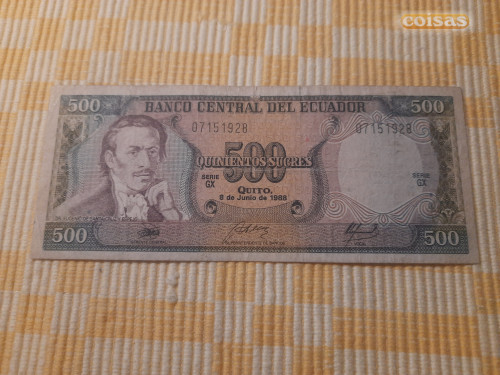 coisas
500 BANCO CENTRAL DEL ECUADOR 500
07151928 07151928
500
QUINIENTOS SUCRES
SERIE GX SERIE GX
QUITO,
8 de Junio de 1988
500 500